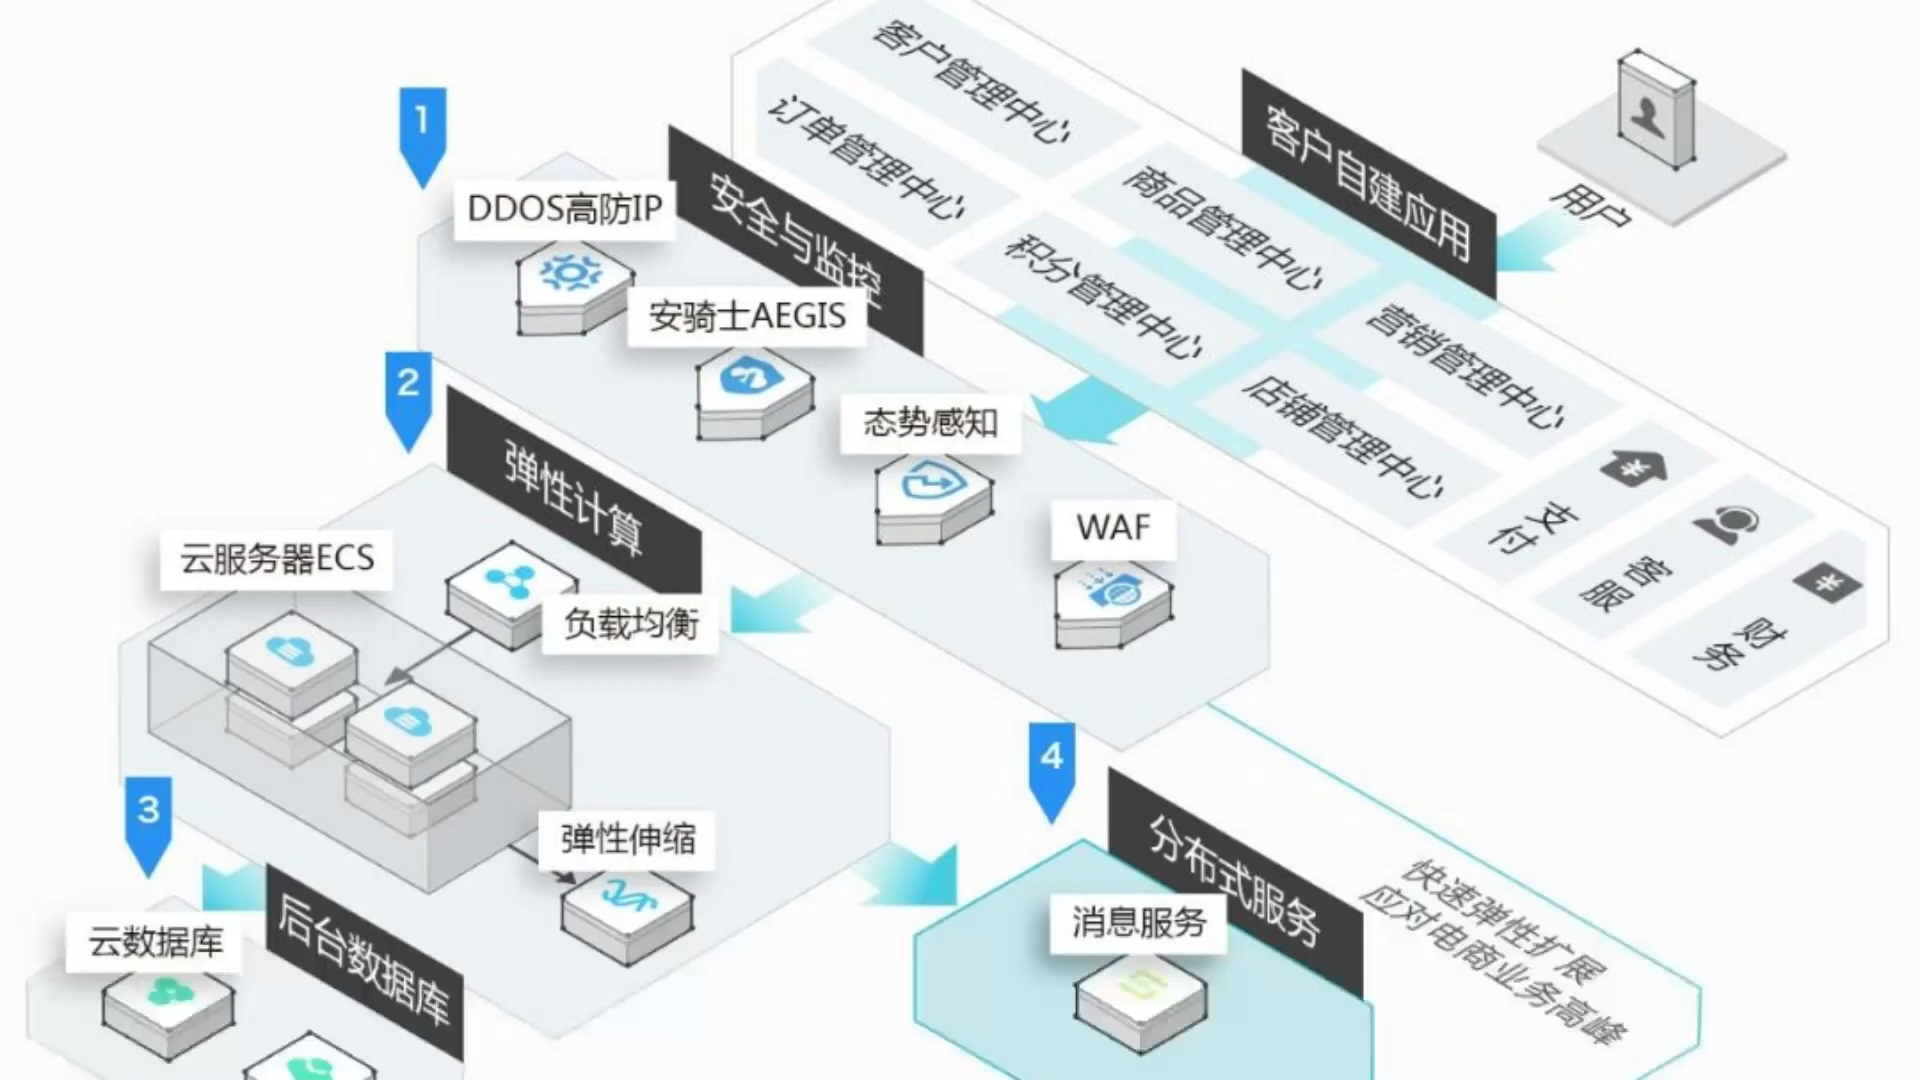 客户管理中心
订单管理中心
商品管理中心
积分管理中心
营销管理中心
店铺管理中心
支付
客服
财务
客户自建应用
用户
1
安全与监控
DDOS高防IP
安骑士AEGIS
态势感知
WAF
2
弹性计算
云服务器ECS
负载均衡
弹性伸缩
3
后台数据库
云数据库
4
分布式服务
消息服务
快速弹性扩展
应对电商业务高峰